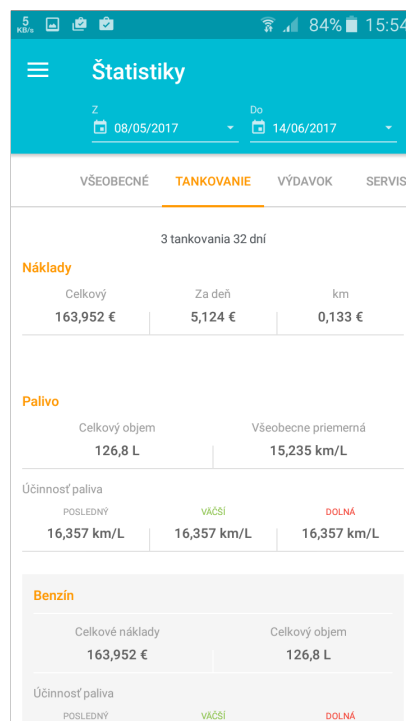 5
KB/s 84% 15:54
Štatistiky
Z Do
08/05/2017 14/06/2017
VŠEOBECNÉ TANKOVANIE VÝDAVOK SERVIS
3 tankovania 32 dní
Náklady
Celkový Za deň km
163,952 € 5,124 € 0,133 €
Palivo
Celkový objem Všeobecne priemerná
126,8 L 15,235 km/L
Účinnosť paliva
POSLEDNÝ VÄČŠÍ DOLNÁ
16,357 km/L 16,357 km/L 16,357 km/L
Benzín
Celkové náklady Celkový objem
163,952 € 126,8 L
Účinnosť paliva
POSLEDNÝ VÄČŠÍ DOLNÁ